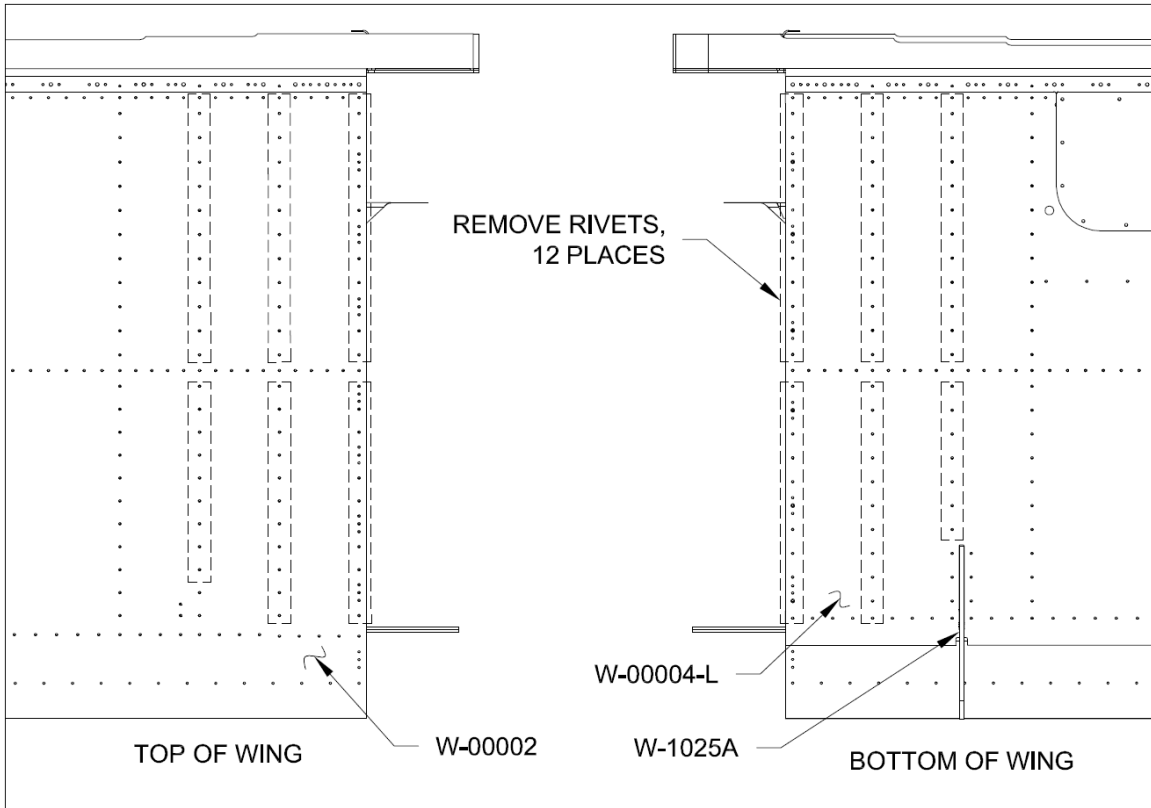 REMOVE RIVETS,
12 PLACES
W-00004-L
W-00002
W-1025A
TOP OF WING
BOTTOM OF WING